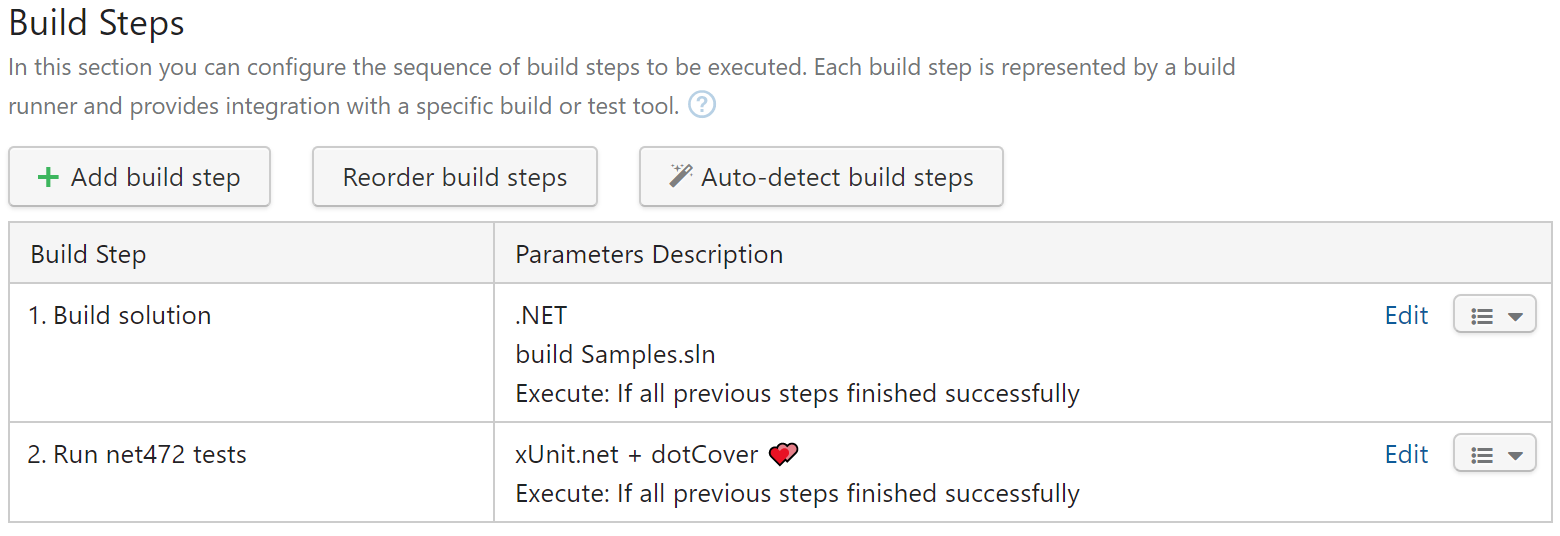 Build Steps
In this section you can configure the sequence of build steps to be executed. Each build step is represented by a build
runner and provides integration with a specific build or test tool. ?
Add build step
Reorder build steps
Auto-detect build steps
Build Step
Parameters Description
1. Build solution
.NET
Edit
build Samples.sln
Execute: If all previous steps finished successfully
2. Run net472 tests
xUnit.net + dotCover 💕
Edit
Execute: If all previous steps finished successfully